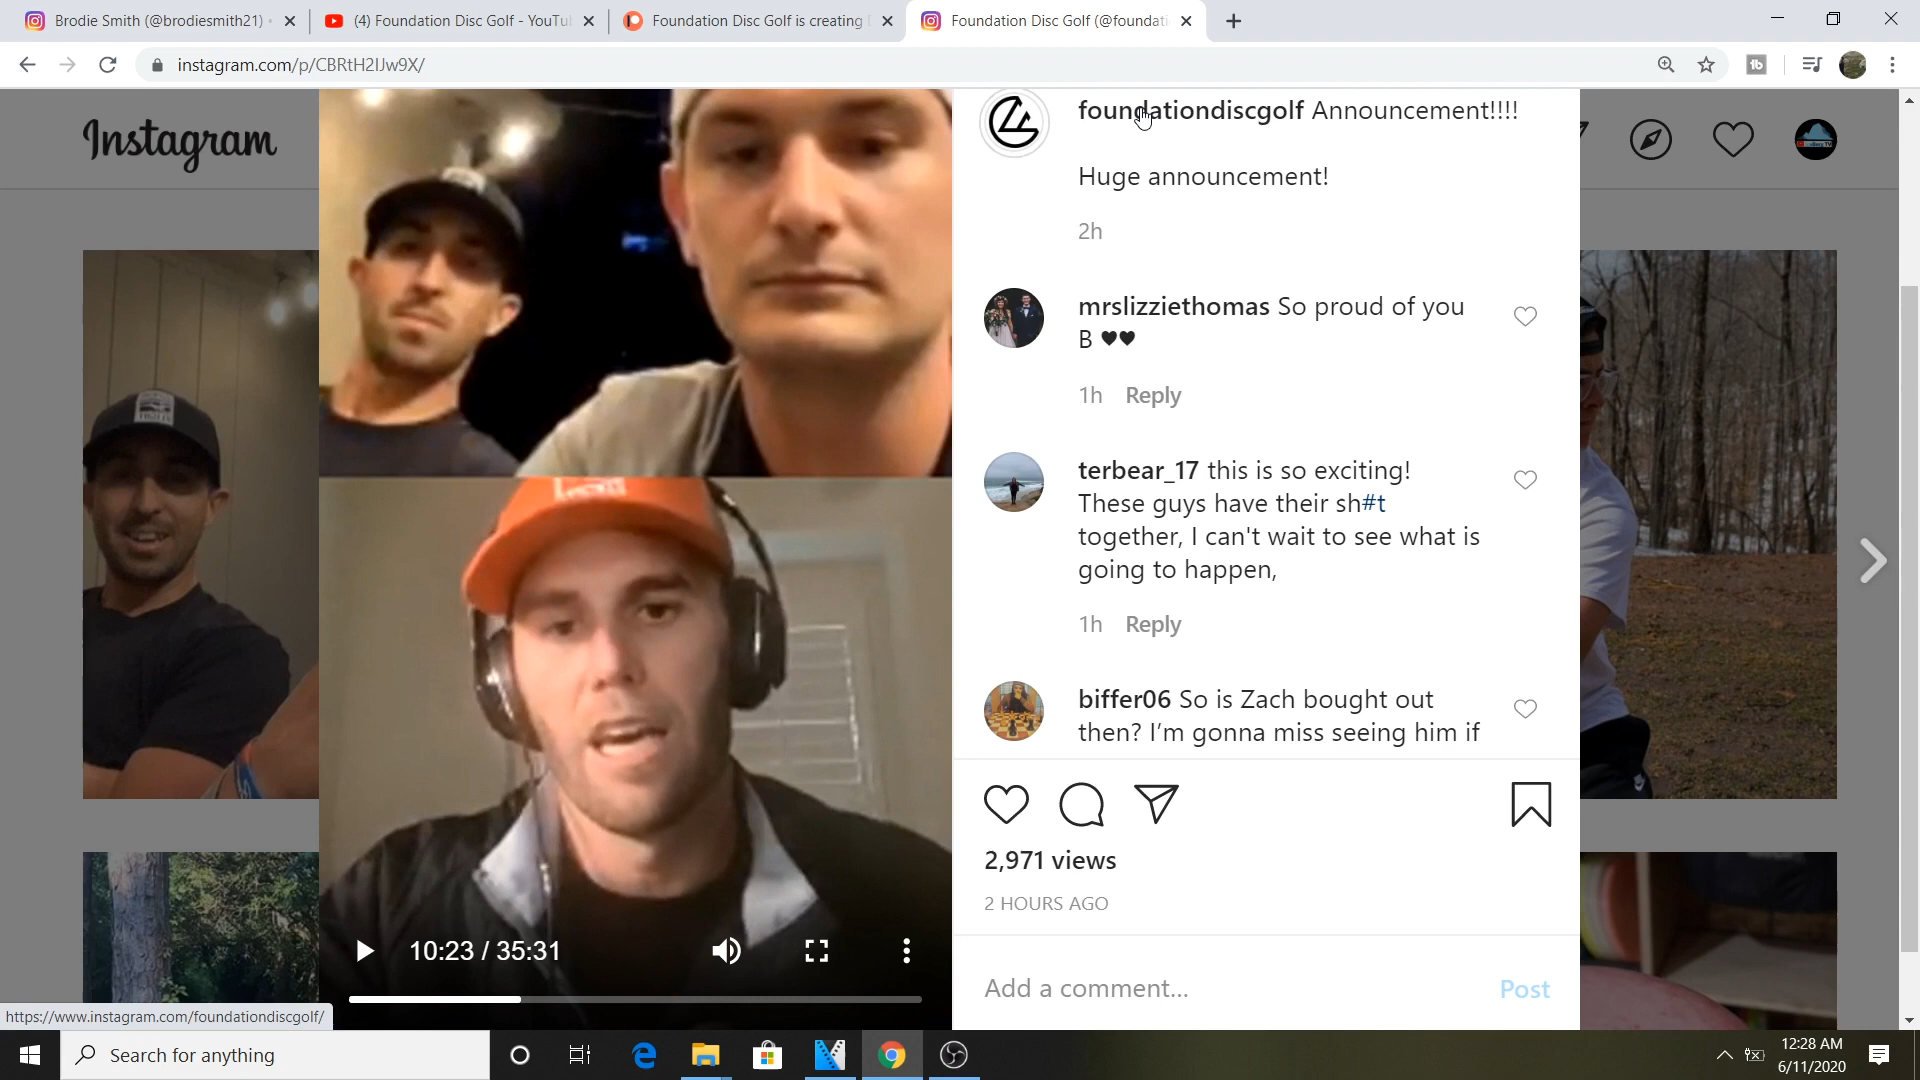 Brodie Smith (@brodiesmith21) •
(4) Foundation Disc Golf - YouTu
Foundation Disc Golf is creating
Foundation Disc Golf (@foundati
instagram.com/p/CBRtH2IJw9X/
Instagram
foundationdiscgolf Announcement!!!!
Huge announcement!
2h
mrslizziethomas So proud of you
B ♥♥
1h Reply
terbear_17 this is so exciting!
These guys have their sh#t
together, I can't wait to see what is
going to happen,
1h Reply
biffer06 So is Zach bought out
then? I'm gonna miss seeing him if
2,971 views
2 HOURS AGO
10:23 / 35:31
Add a comment... Post
https://www.instagram.com/foundationdiscgolf/
Search for anything
12:28 AM
6/11/2020